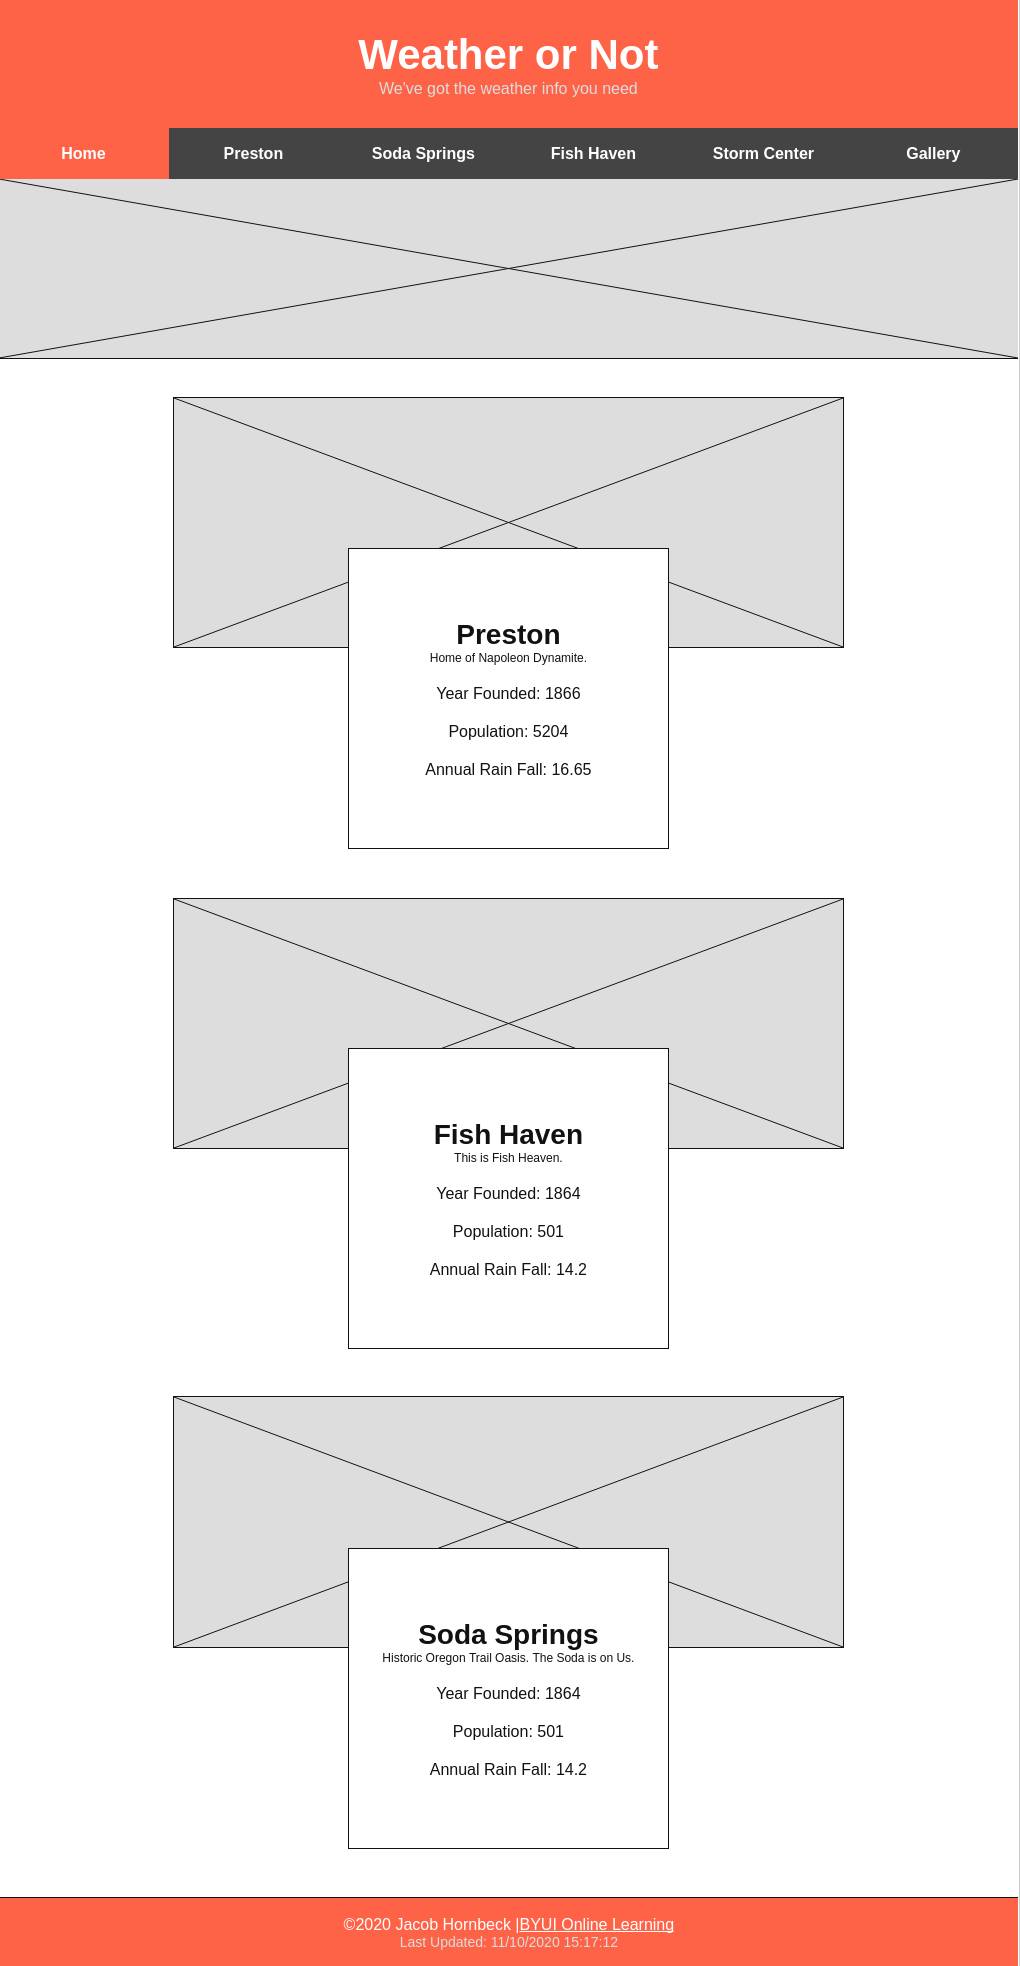 Weather or Not
We've got the weather info you need
Home Preston Soda Springs Fish Haven Storm Center Gallery
Preston
Home of Napoleon Dynamite.
Year Founded: 1866
Population: 5204
Annual Rain Fall: 16.65
Fish Haven
This is Fish Heaven.
Year Founded: 1864
Population: 501
Annual Rain Fall: 14.2
Soda Springs
Historic Oregon Trail Oasis. The Soda is on Us.
Year Founded: 1864
Population: 501
Annual Rain Fall: 14.2
©2020 Jacob Hornbeck |BYUI Online Learning
Last Updated: 11/10/2020 15:17:12